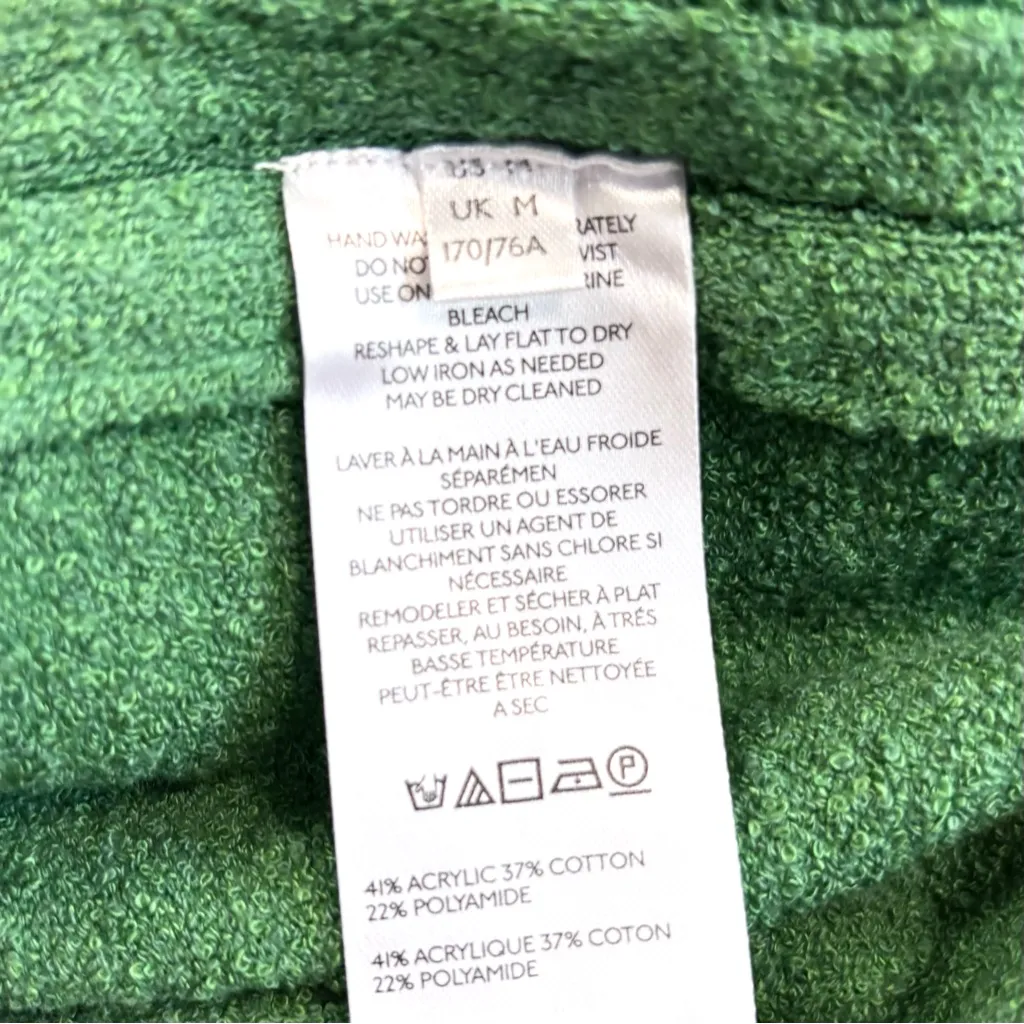 UK M
170/76A
HAND WA RATELY
DO NO WIST
USE ON RINE
BLEACH
RESHAPE & LAY FLAT TO DRY
LOW IRON AS NEEDED
MAY BE DRY CLEANED
LAVER À LA MAIN À L'EAU FROIDE
SÉPARÉMEN
NE PAS TORDRE OU ESSORER
UTILISER UN AGENT DE
BLANCHIMENT SANS CHLORE SI
NÉCESSAIRE
REMODELER ET SÉCHER À PLAT
REPASSER, AU BESOIN, À TRÉS
BASSE TEMPÉRATURE
PEUT-ÊTRE ÊTRE NETTOYÉE
A SEC
P
41% ACRYLIC 37% COTTON
22% POLYAMIDE
41% ACRYLIQUE 37% COTON
22% POLYAMIDE